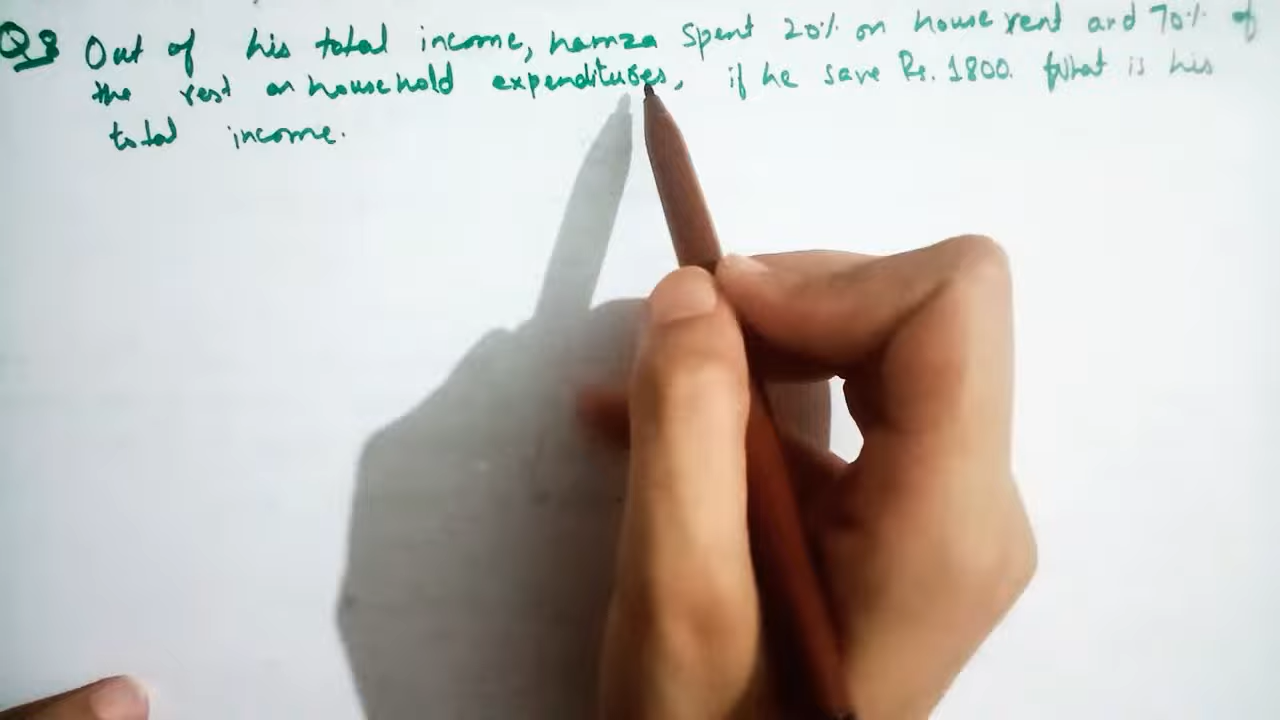 Q8 Out of his total income, hamza spent 20% on house rent and 70% of
the rest on household expenditures, if he save Rs. 1800. What is his
total income.